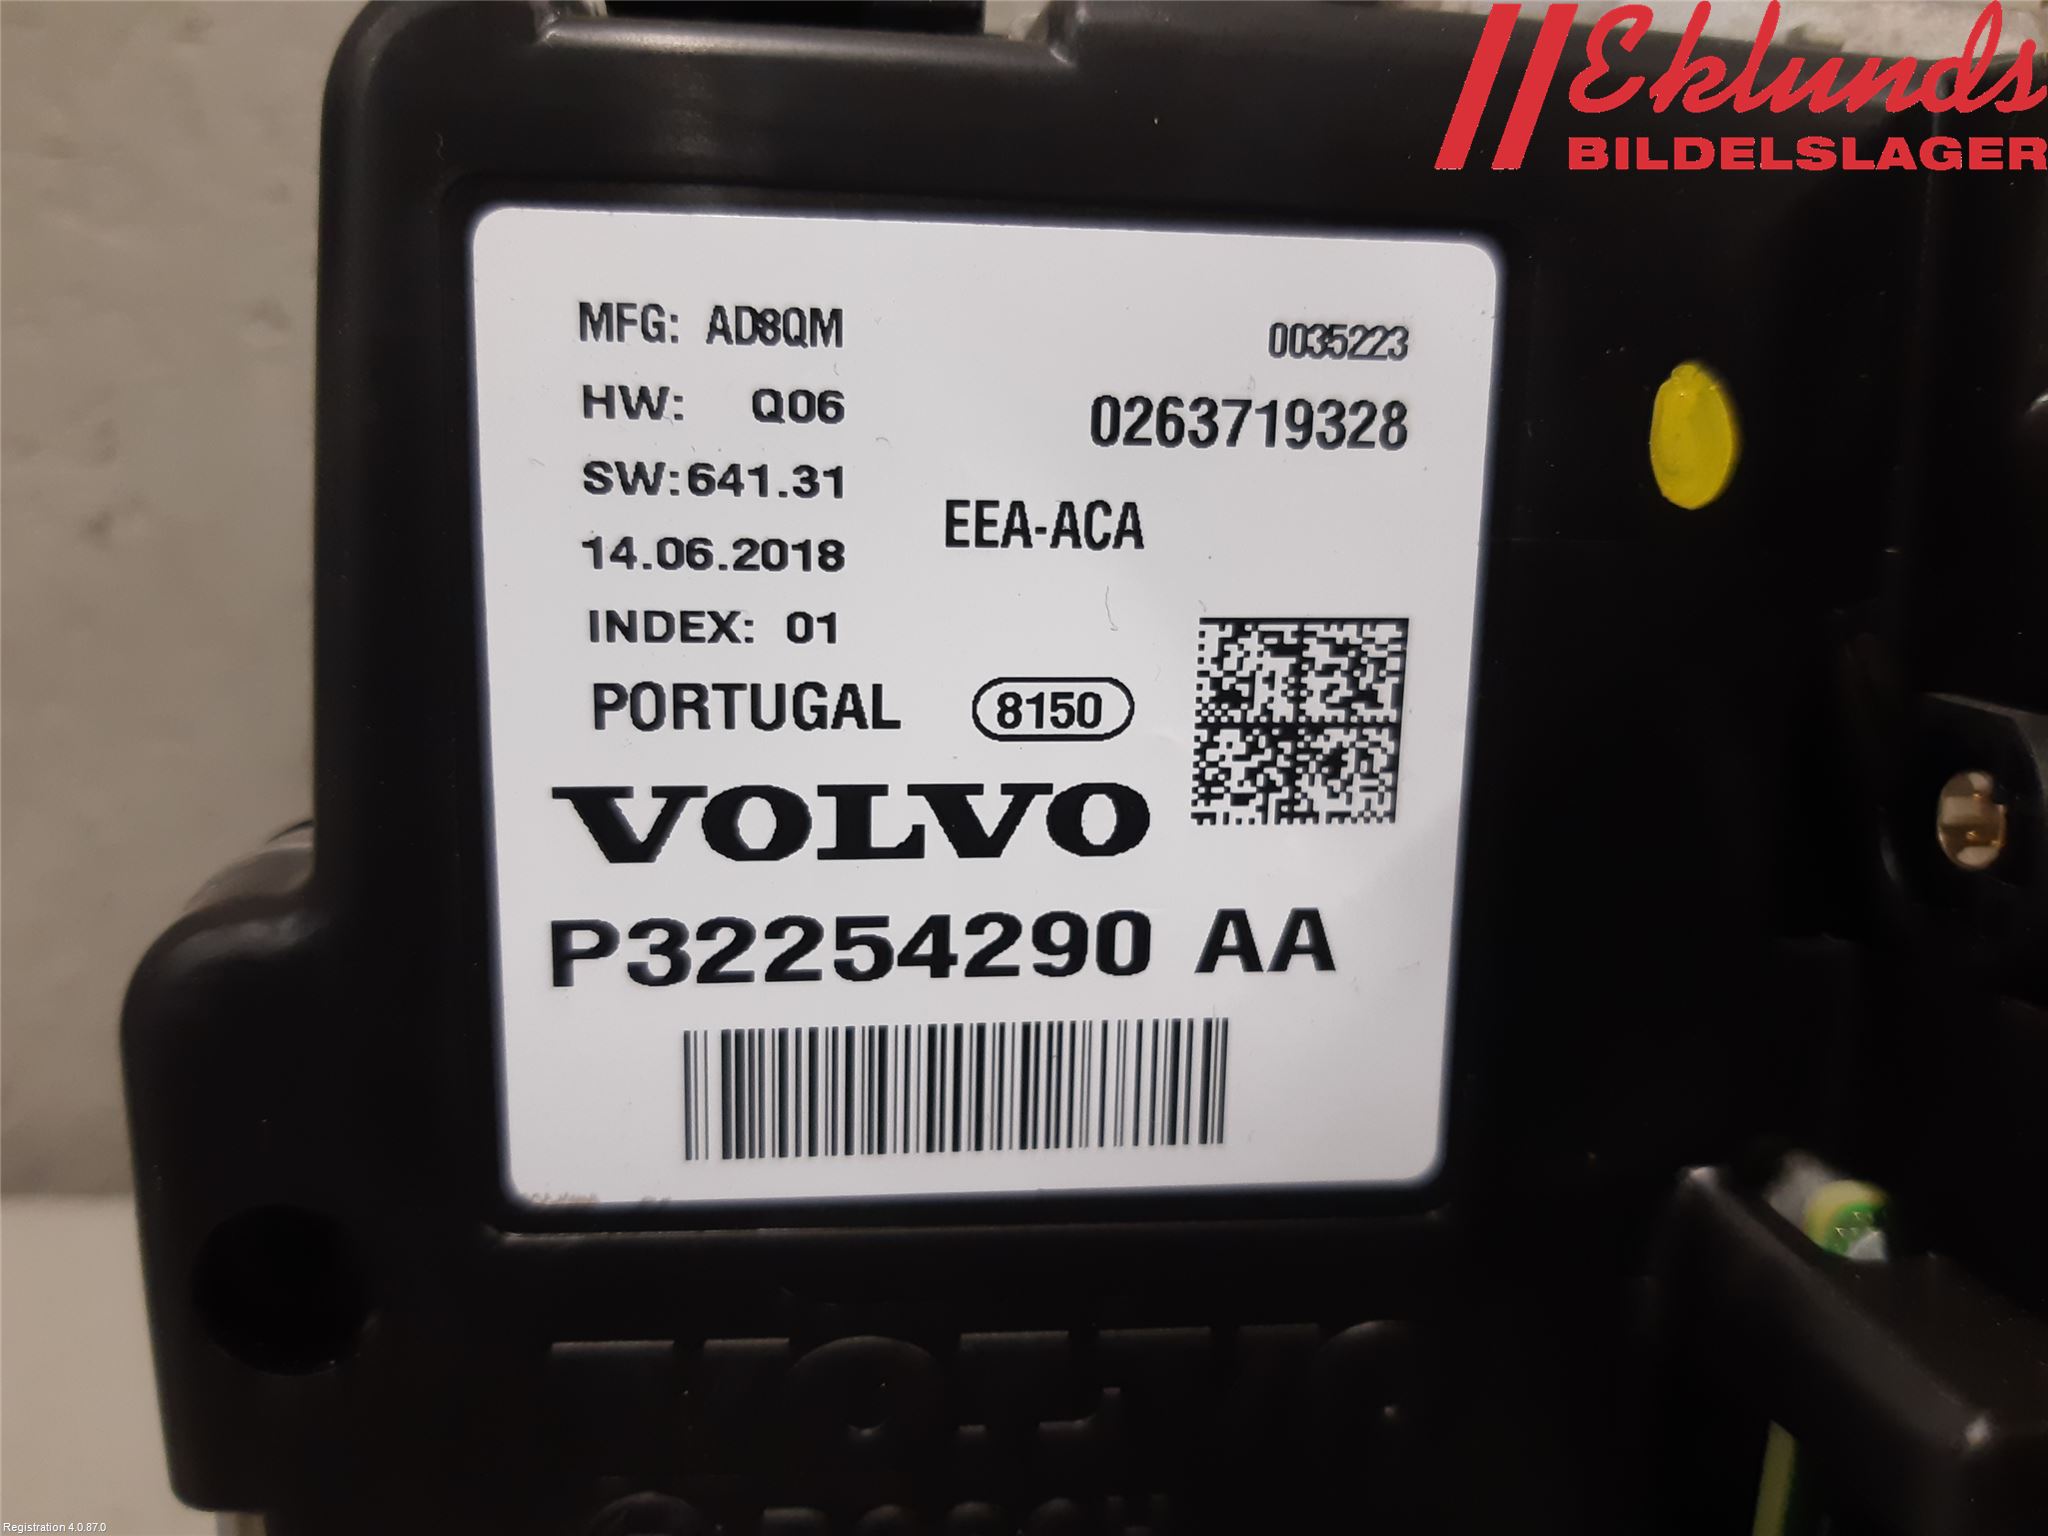 Eklunds
BILDELSLAGER
MFG: AD8QM
0035223
HW: Q06
0263719328
SW:641.31
EEA-ACA
14.06.2018
INDEX: 01
PORTUGAL
8150
VOLVO
P32254290 AA
VOLVO
Registration 4.0.87.0